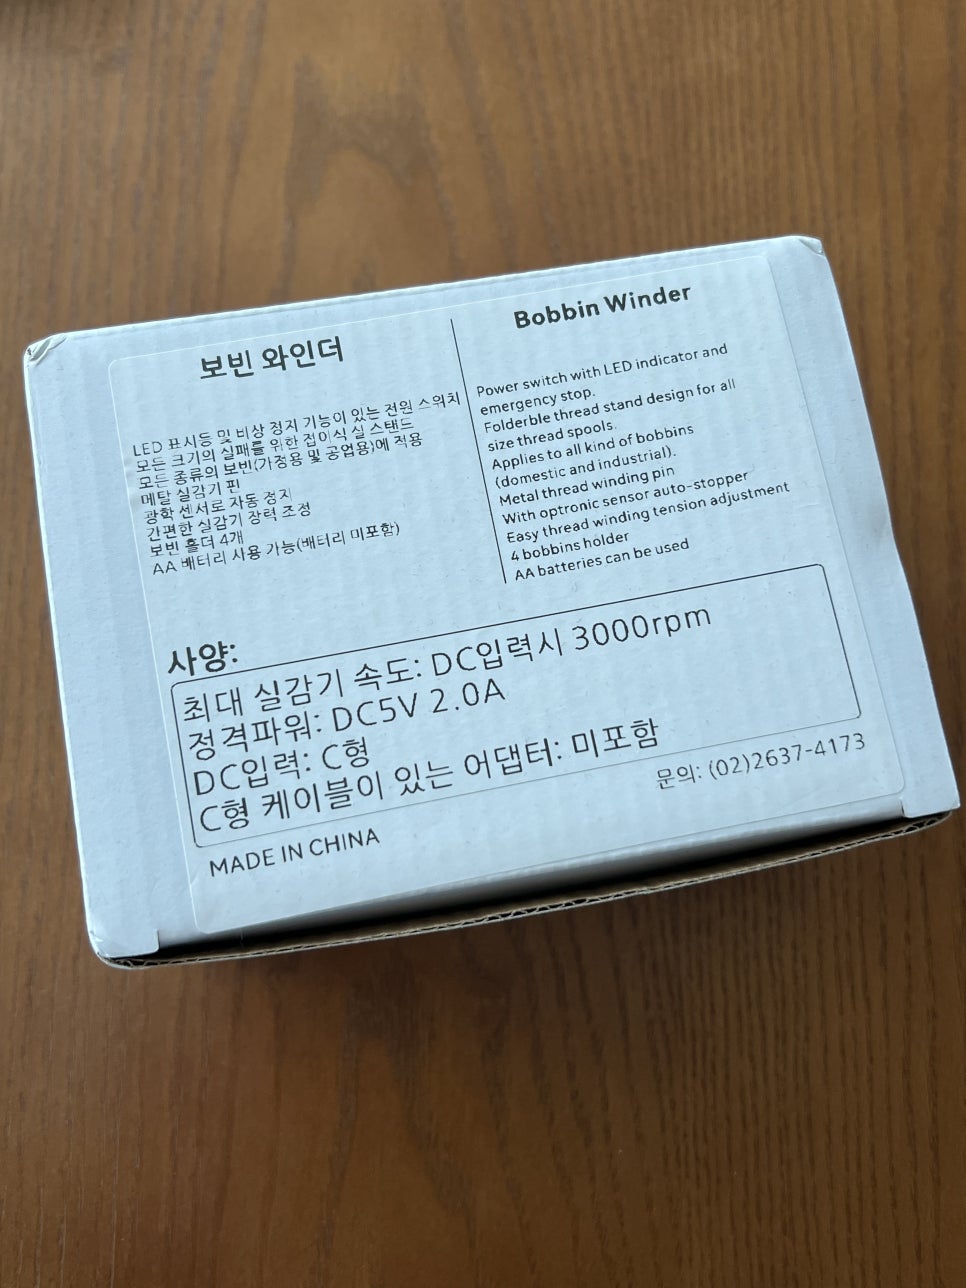 보빈 와인더
LED 표시등 및 비상 정지 기능이 있는 전원 스위치
모든 크기의 실패를 위한 접이식 실 스탠드
모든 종류의 보빈(가정용 및 공업용)에 적용
메탈 실감기 핀
광학 센서로 자동 정지
간편한 실감기 장력 조정
보빈 홀더 4개
AA 배터리 사용 가능(배터리 미포함)
Bobbin Winder
Power switch with LED indicator and
emergency stop.
Folderble thread stand design for all
size thread spools.
Applies to all kind of bobbins
(domestic and industrial).
Metal thread winding pin
With optronic sensor auto-stopper
Easy thread winding tension adjustment
4 bobbins holder
AA batteries can be used
사양:
최대 실감기 속도: DC입력시 3000rpm
정격파워: DC5V 2.0A
DC입력: C형
C형 케이블이 있는 어댑터: 미포함
문의: (02)2637-4173
MADE IN CHINA